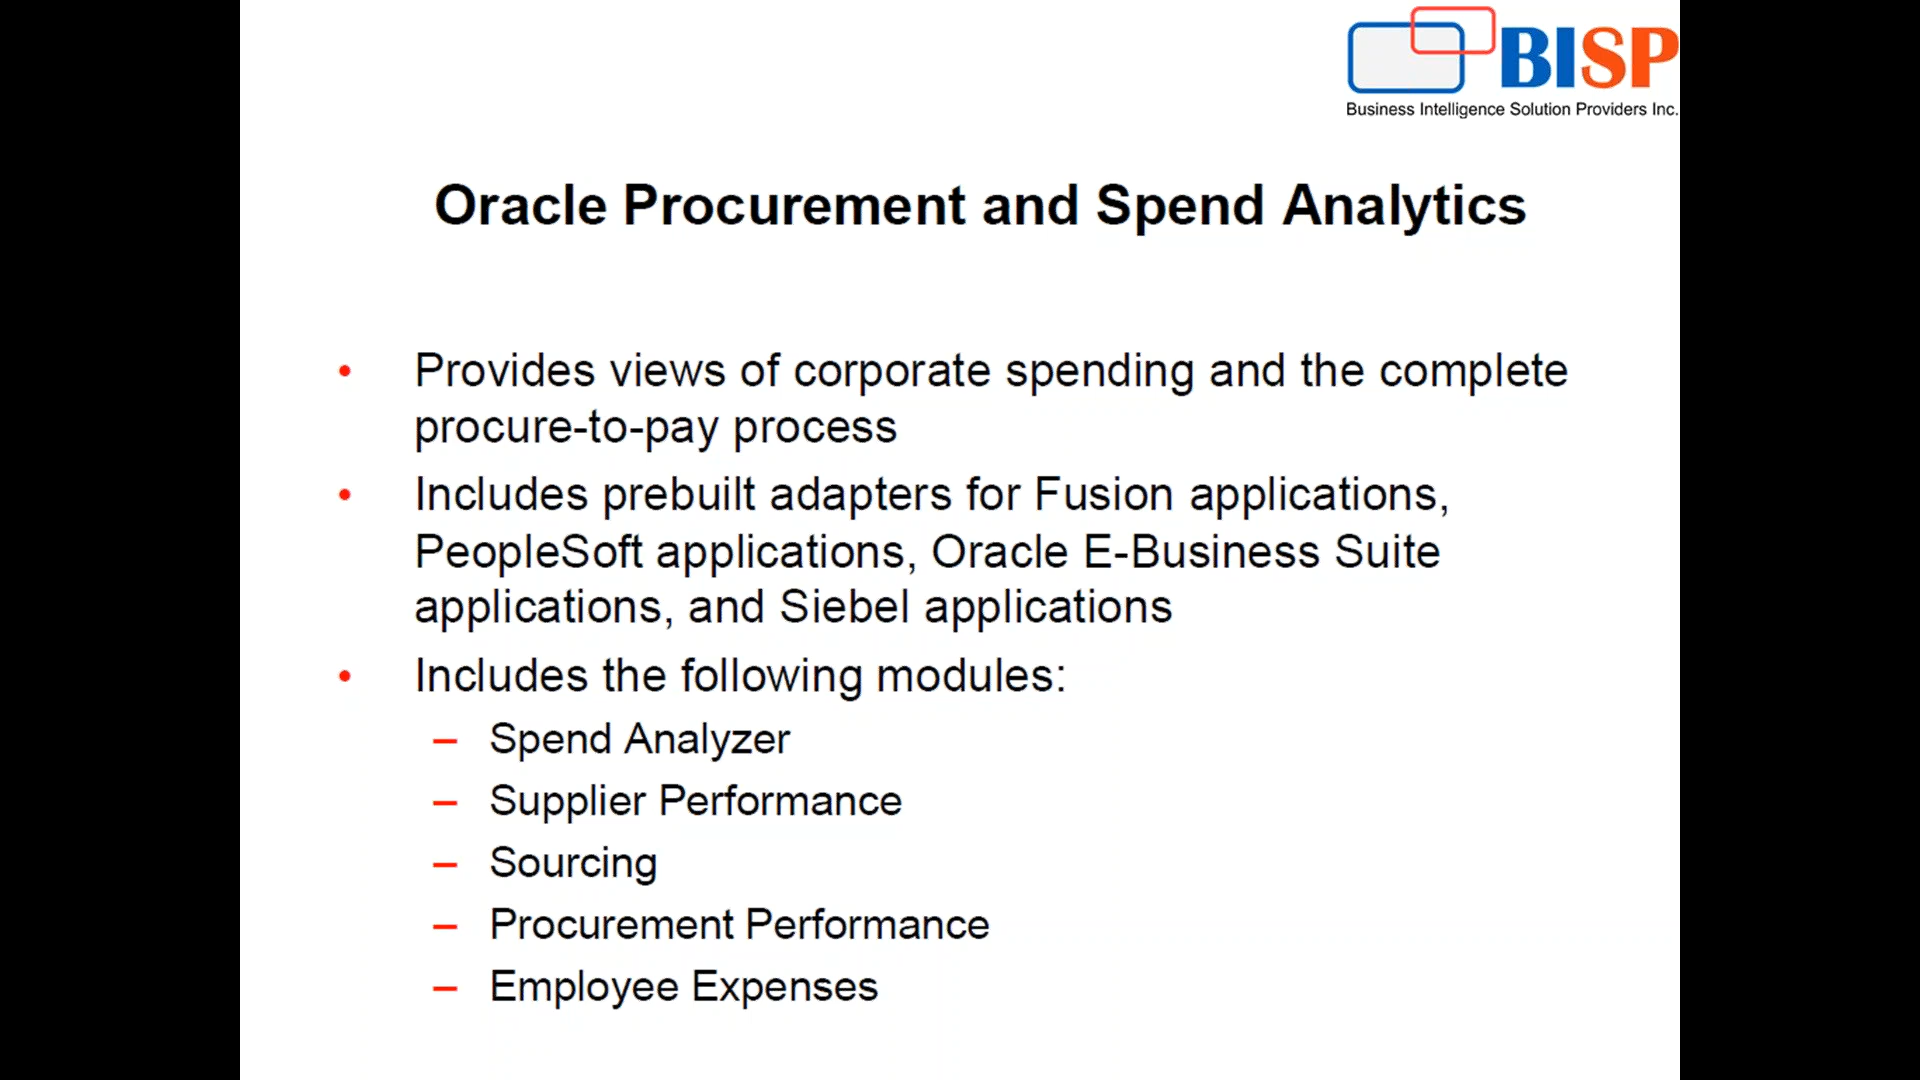 BISP
Business Intelligence Solution Providers Inc.
Oracle Procurement and Spend Analytics
• Provides views of corporate spending and the complete
procure-to-pay process
• Includes prebuilt adapters for Fusion applications,
PeopleSoft applications, Oracle E-Business Suite
applications, and Siebel applications
• Includes the following modules:
– Spend Analyzer
– Supplier Performance
– Sourcing
– Procurement Performance
– Employee Expenses